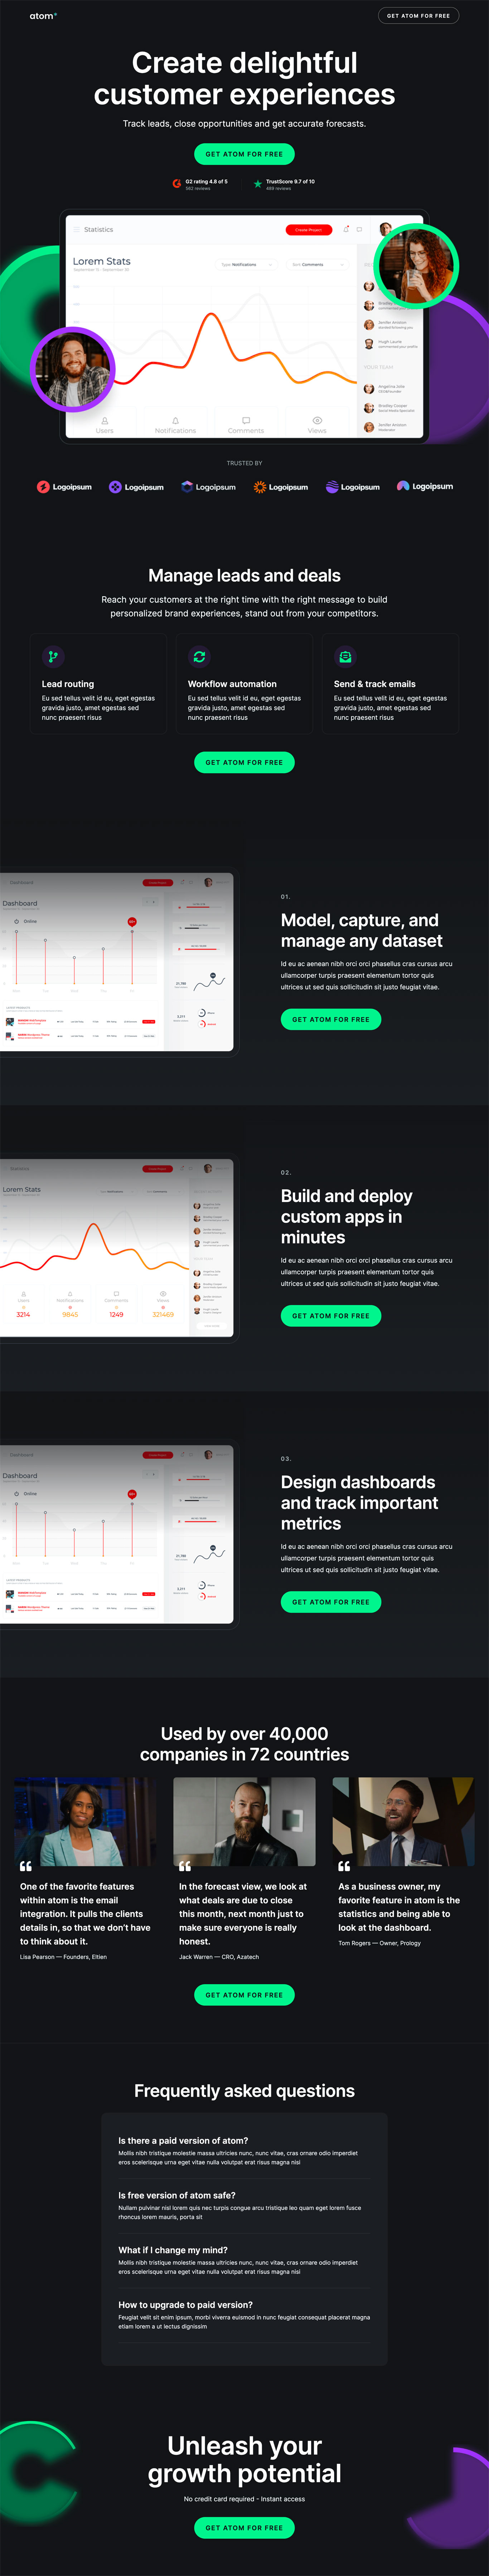 atom
GET ATOM FOR FREE
Create delightful
customer experiences
Track leads, close opportunities and get accurate forecasts.
GET ATOM FOR FREE
G2 rating 4.8 of 5
TrustScore 9.7 of 10
Statistics
Create Project
Lorem Stats
Type: Notifications
Sort: Comments
YOUR TEAM
Users
Notifications
Comments
Views
TRUSTED BY
Logoipsum
Logoipsum
Logoipsum
Logoipsum
Logoipsum
Logoipsum
Manage leads and deals
Reach your customers at the right time with the right message to build
personalized brand experiences, stand out from your competitors.
Lead routing
Eu sed tellus velit id eu, eget egestas
gravida justo, amet egestas sed
nunc praesent risus
Workflow automation
Eu sed tellus velit id eu, eget egestas
gravida justo, amet egestas sed
nunc praesent risus
Send & track emails
Eu sed tellus velit id eu, eget egestas
gravida justo, amet egestas sed
nunc praesent risus
GET ATOM FOR FREE
Dashboard
Dashboard
Online
01.
Model, capture, and
manage any dataset
Id eu ac aenean nibh orci orci phasellus cras cursus arcu
ullamcorper turpis praesent elementum tortor quis
ultrices ut sed quis sollicitudin sit justo feugiat vitae.
GET ATOM FOR FREE
Statistics
Lorem Stats
Users
Notifications
Comments
Views
3214
9845
1249
321469
02.
Build and deploy
custom apps in
minutes
Id eu ac aenean nibh orci orci phasellus cras cursus arcu
ullamcorper turpis praesent elementum tortor quis
ultrices ut sed quis sollicitudin sit justo feugiat vitae.
GET ATOM FOR FREE
Dashboard
Dashboard
Online
03.
Design dashboards
and track important
metrics
Id eu ac aenean nibh orci orci phasellus cras cursus arcu
ullamcorper turpis praesent elementum tortor quis
ultrices ut sed quis sollicitudin sit justo feugiat vitae.
GET ATOM FOR FREE
Used by over 40,000
companies in 72 countries
One of the favorite features
within atom is the email
integration. It pulls the clients
details in, so that we don't have
to think about it.
Lisa Pearson — Founders, Eltien
In the forecast view, we look at
what deals are due to close
this month, next month just to
make sure everyone is really
honest.
Jack Warren — CRO, Azatech
As a business owner, my
favorite feature in atom is the
statistics and being able to
look at the dashboard.
Tom Rogers — Owner, Prology
GET ATOM FOR FREE
Frequently asked questions
Is there a paid version of atom?
Mollis nibh tristique molestie massa ultricies nunc, nunc vitae, cras ornare odio imperdiet
eros scelerisque urna eget vitae nulla volutpat erat risus magna nisi
Is free version of atom safe?
Nullam pulvinar nisl lorem quis nec turpis congue arcu tristique leo quam eget lorem fusce
rhoncus lorem mauris, porta sit
What if I change my mind?
Mollis nibh tristique molestie massa ultricies nunc, nunc vitae, cras ornare odio imperdiet
eros scelerisque urna eget vitae nulla volutpat erat risus magna nisi
How to upgrade to paid version?
Feugiat velit sit enim ipsum, morbi viverra euismod in nunc feugiat consequat placerat magna
etiam lorem a ut lectus dignissim
Unleash your
growth potential
No credit card required - Instant access
GET ATOM FOR FREE